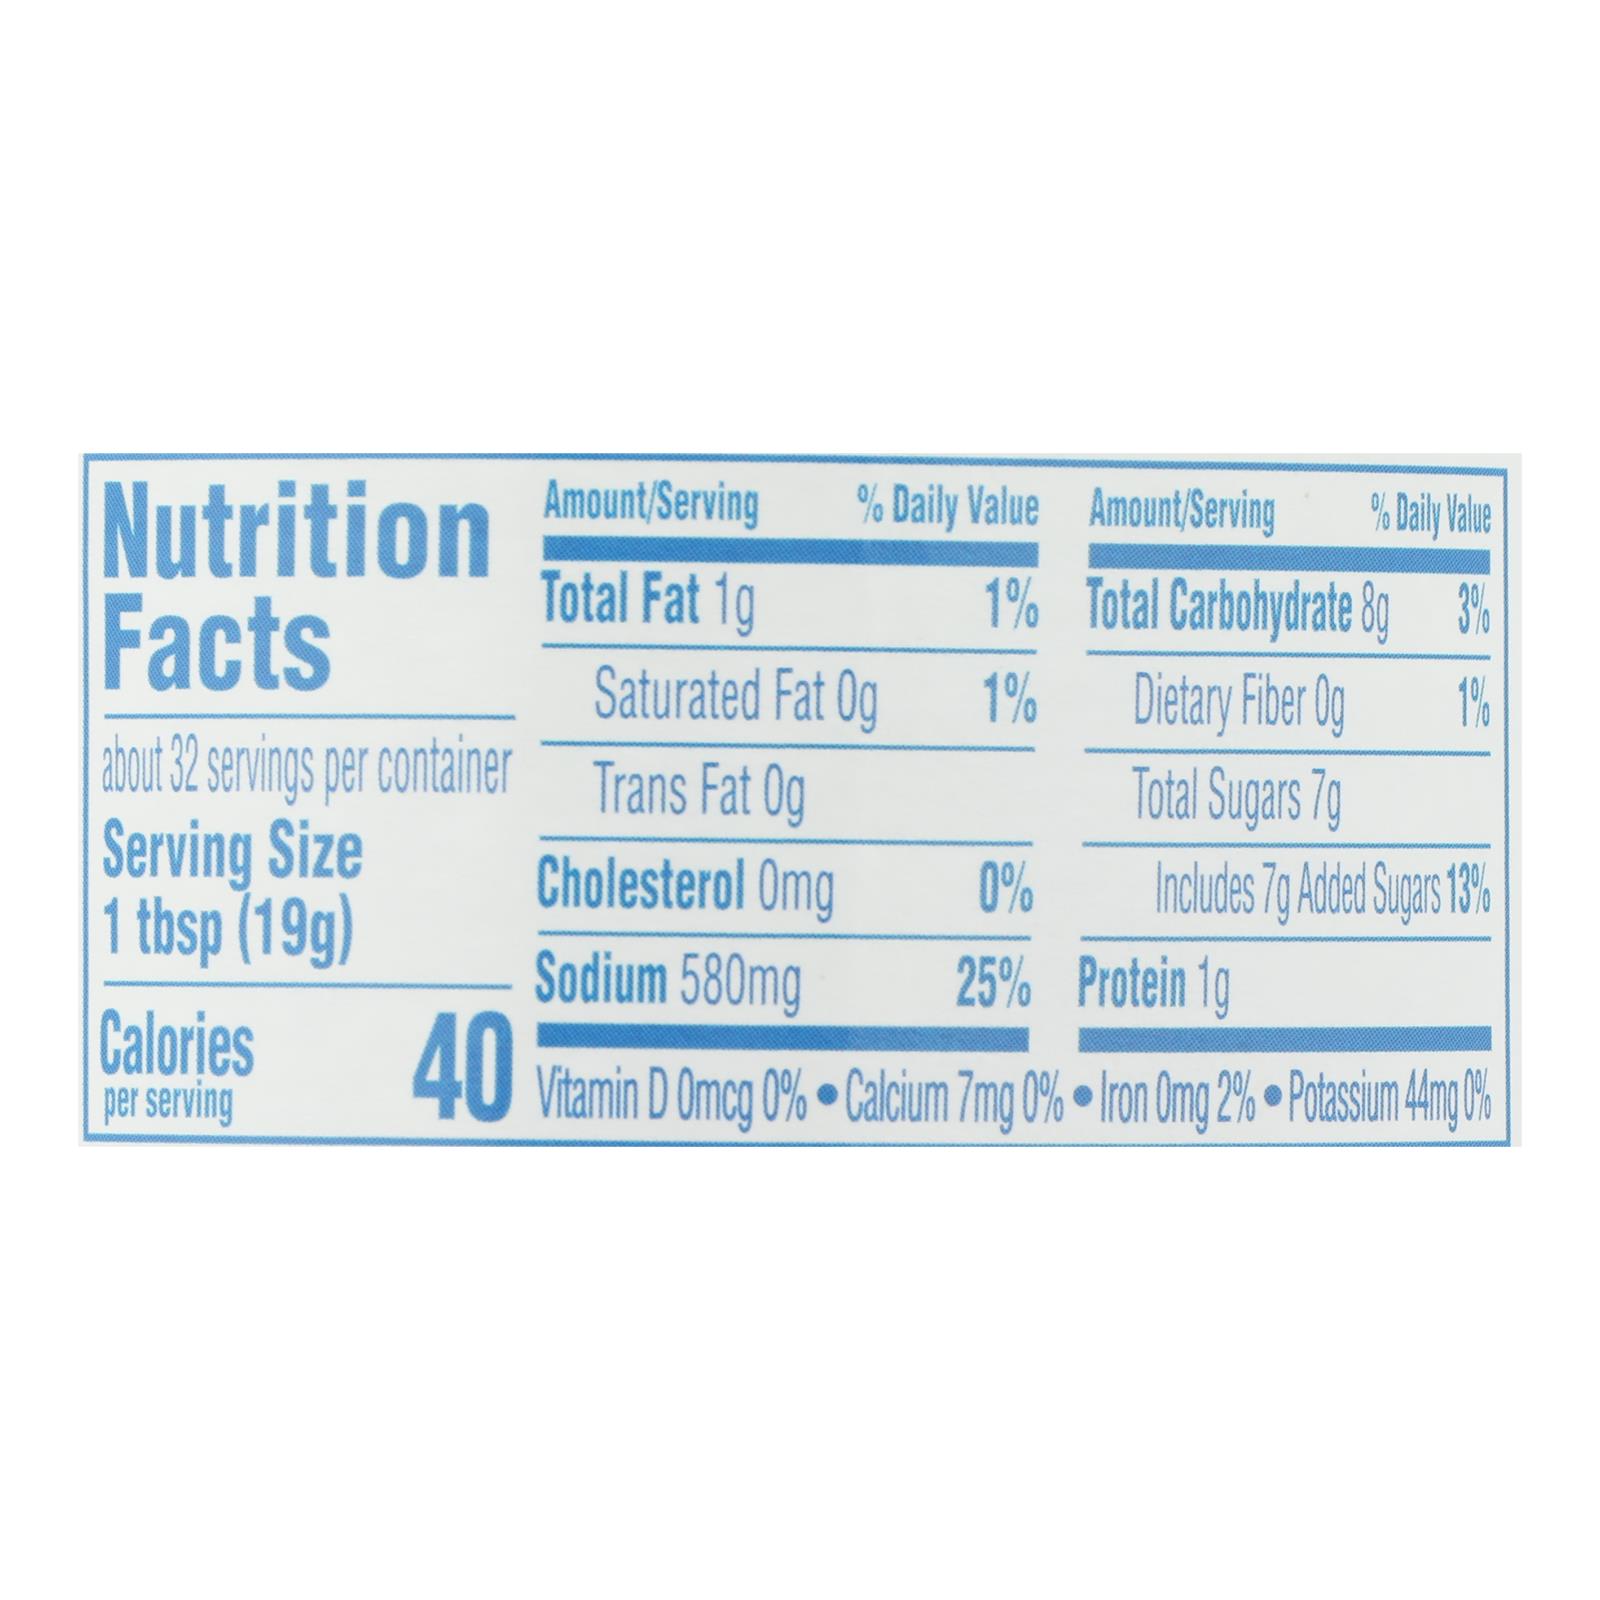 Nutrition
Facts
about 32 servings per container
Serving Size
1 tbsp (19g)
Calories 40
per serving
Amount/Serving % Daily Value
Total Fat 1g 1%
Saturated Fat 0g 1%
Trans Fat 0g
Cholesterol 0mg 0%
Sodium 580mg 25%
Amount/Serving % Daily Value
Total Carbohydrate 8g 3%
Dietary Fiber 0g 1%
Total Sugars 7g
Includes 7g Added Sugars 13%
Protein 1g
Vitamin D 0mcg 0% • Calcium 7mg 0% • Iron 0mg 2% • Potassium 44mg 0%